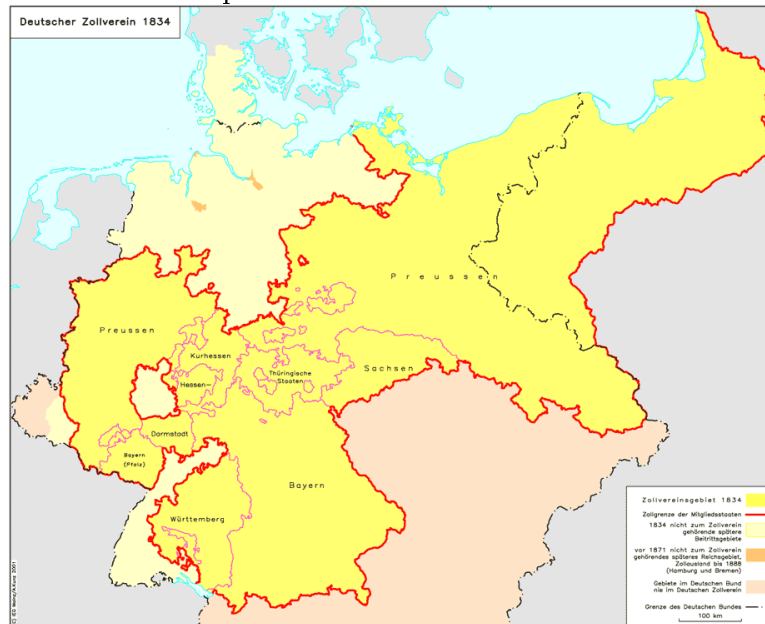 Deutscher Zollverein 1834
Preussen
Preussen
Kurhessen
Hessen-
Thüringische
Staaten
Sachsen
Darmstadt
Bayern
(Pfalz)
Bayern
Württemberg
Zollvereinsgebiet 1834
Zollgrenze der Mitgliedsstaaten
1834 nicht zum Zollverein
gehörende spätere
Beitrittsgebiete
vor 1871 nicht zum Zollverein
gehörendes späteres Reichsgebiet,
Zollausland bis 1888
(Hamburg und Bremen)
Gebiete im Deutschen Bund
nie im Deutschen Zollverein
Grenze des Deutschen Bundes
100 km